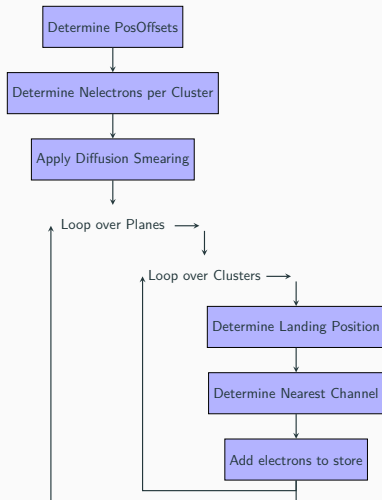 Determine PosOffsets
Determine Nelectrons per Cluster
Apply Diffusion Smearing
Loop over Planes
Loop over Clusters
Determine Landing Position
Determine Nearest Channel
Add electrons to store